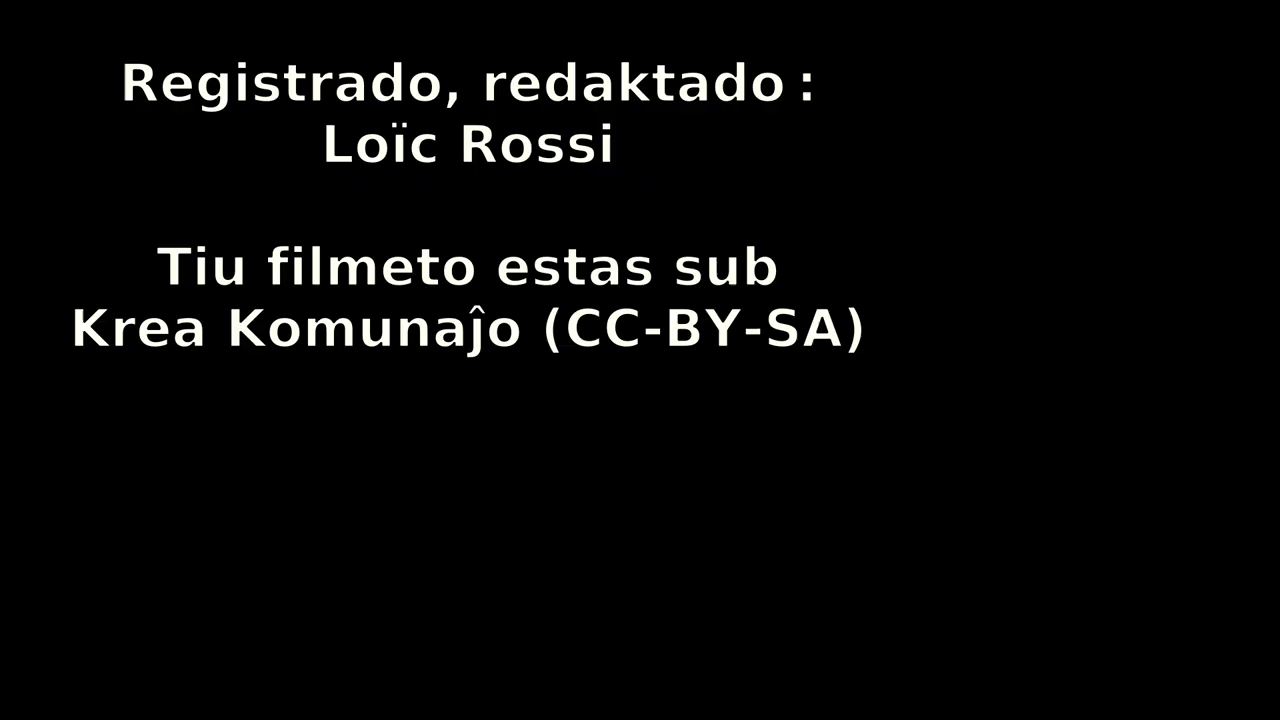 Registrado, redaktado :
Loïc Rossi
Tiu filmeto estas sub
Krea Komunaĵo (CC-BY-SA)